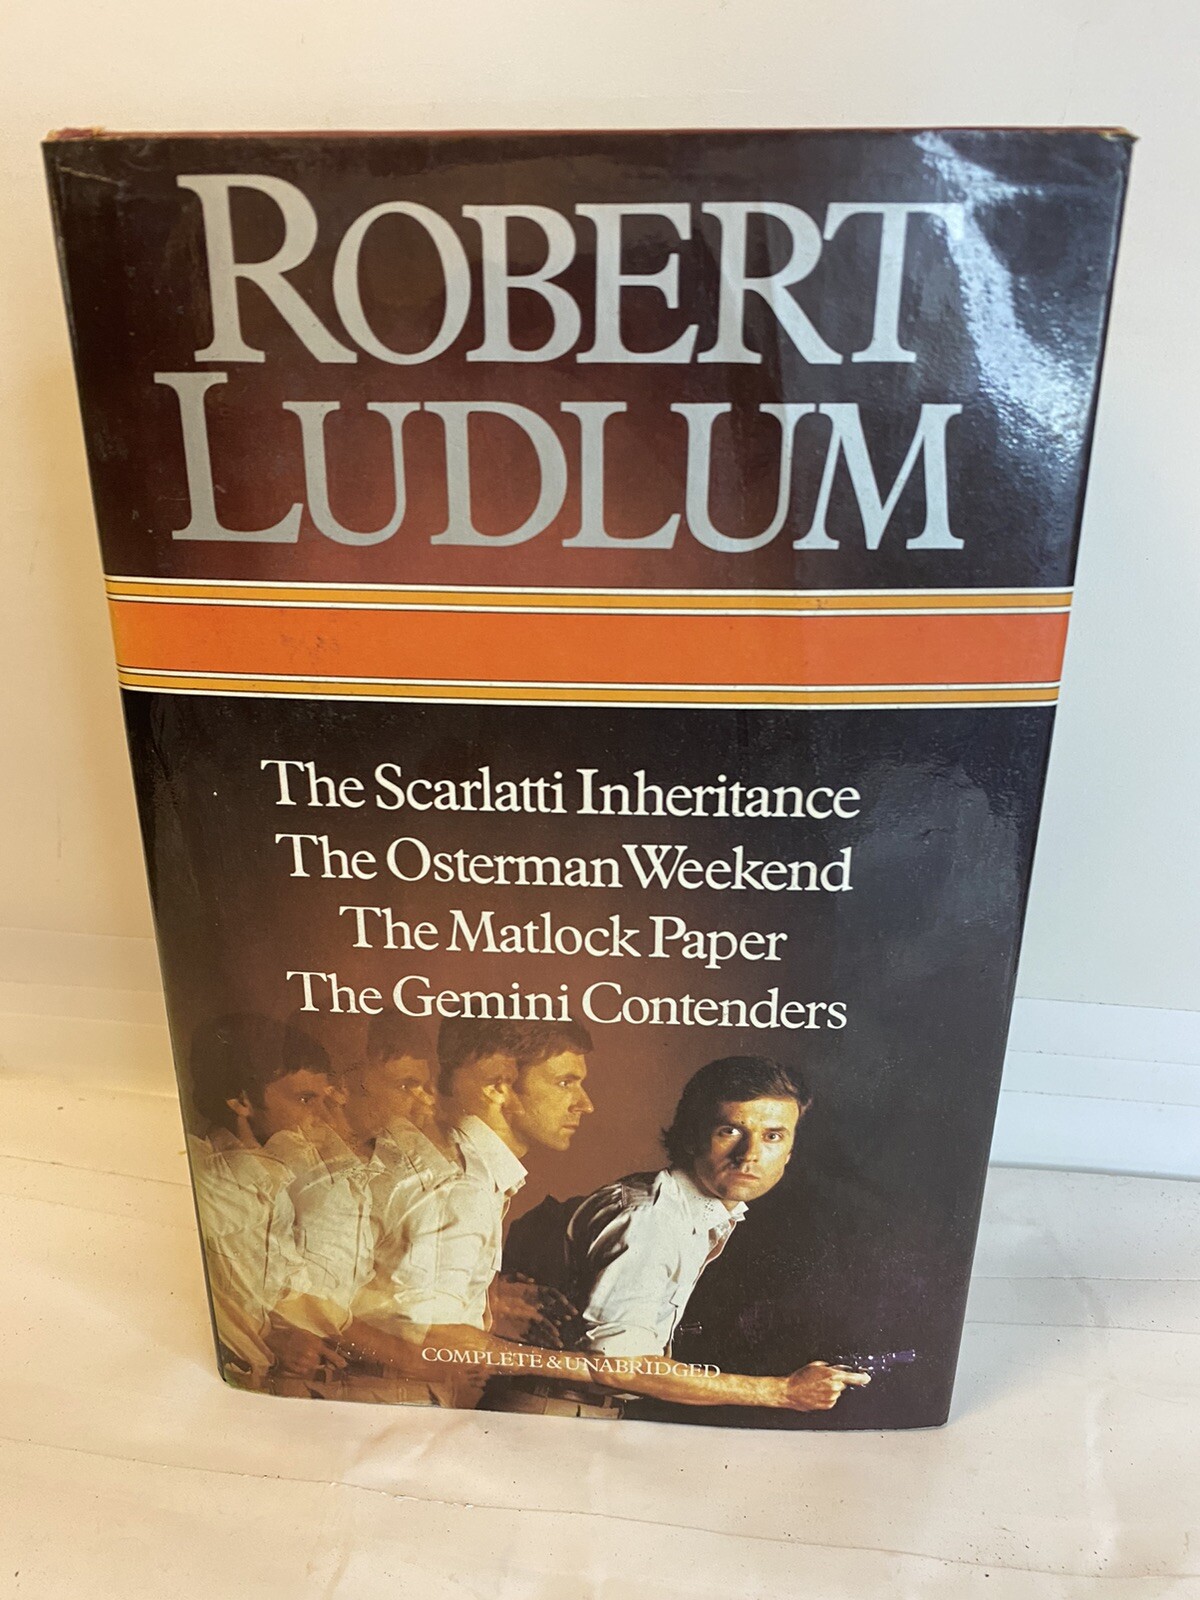 ROBERT
LUDLUM
The Scarlatti Inheritance
The Osterman Weekend
The Matlock Paper
The Gemini Contenders
COMPLETE & UNABRIDGED